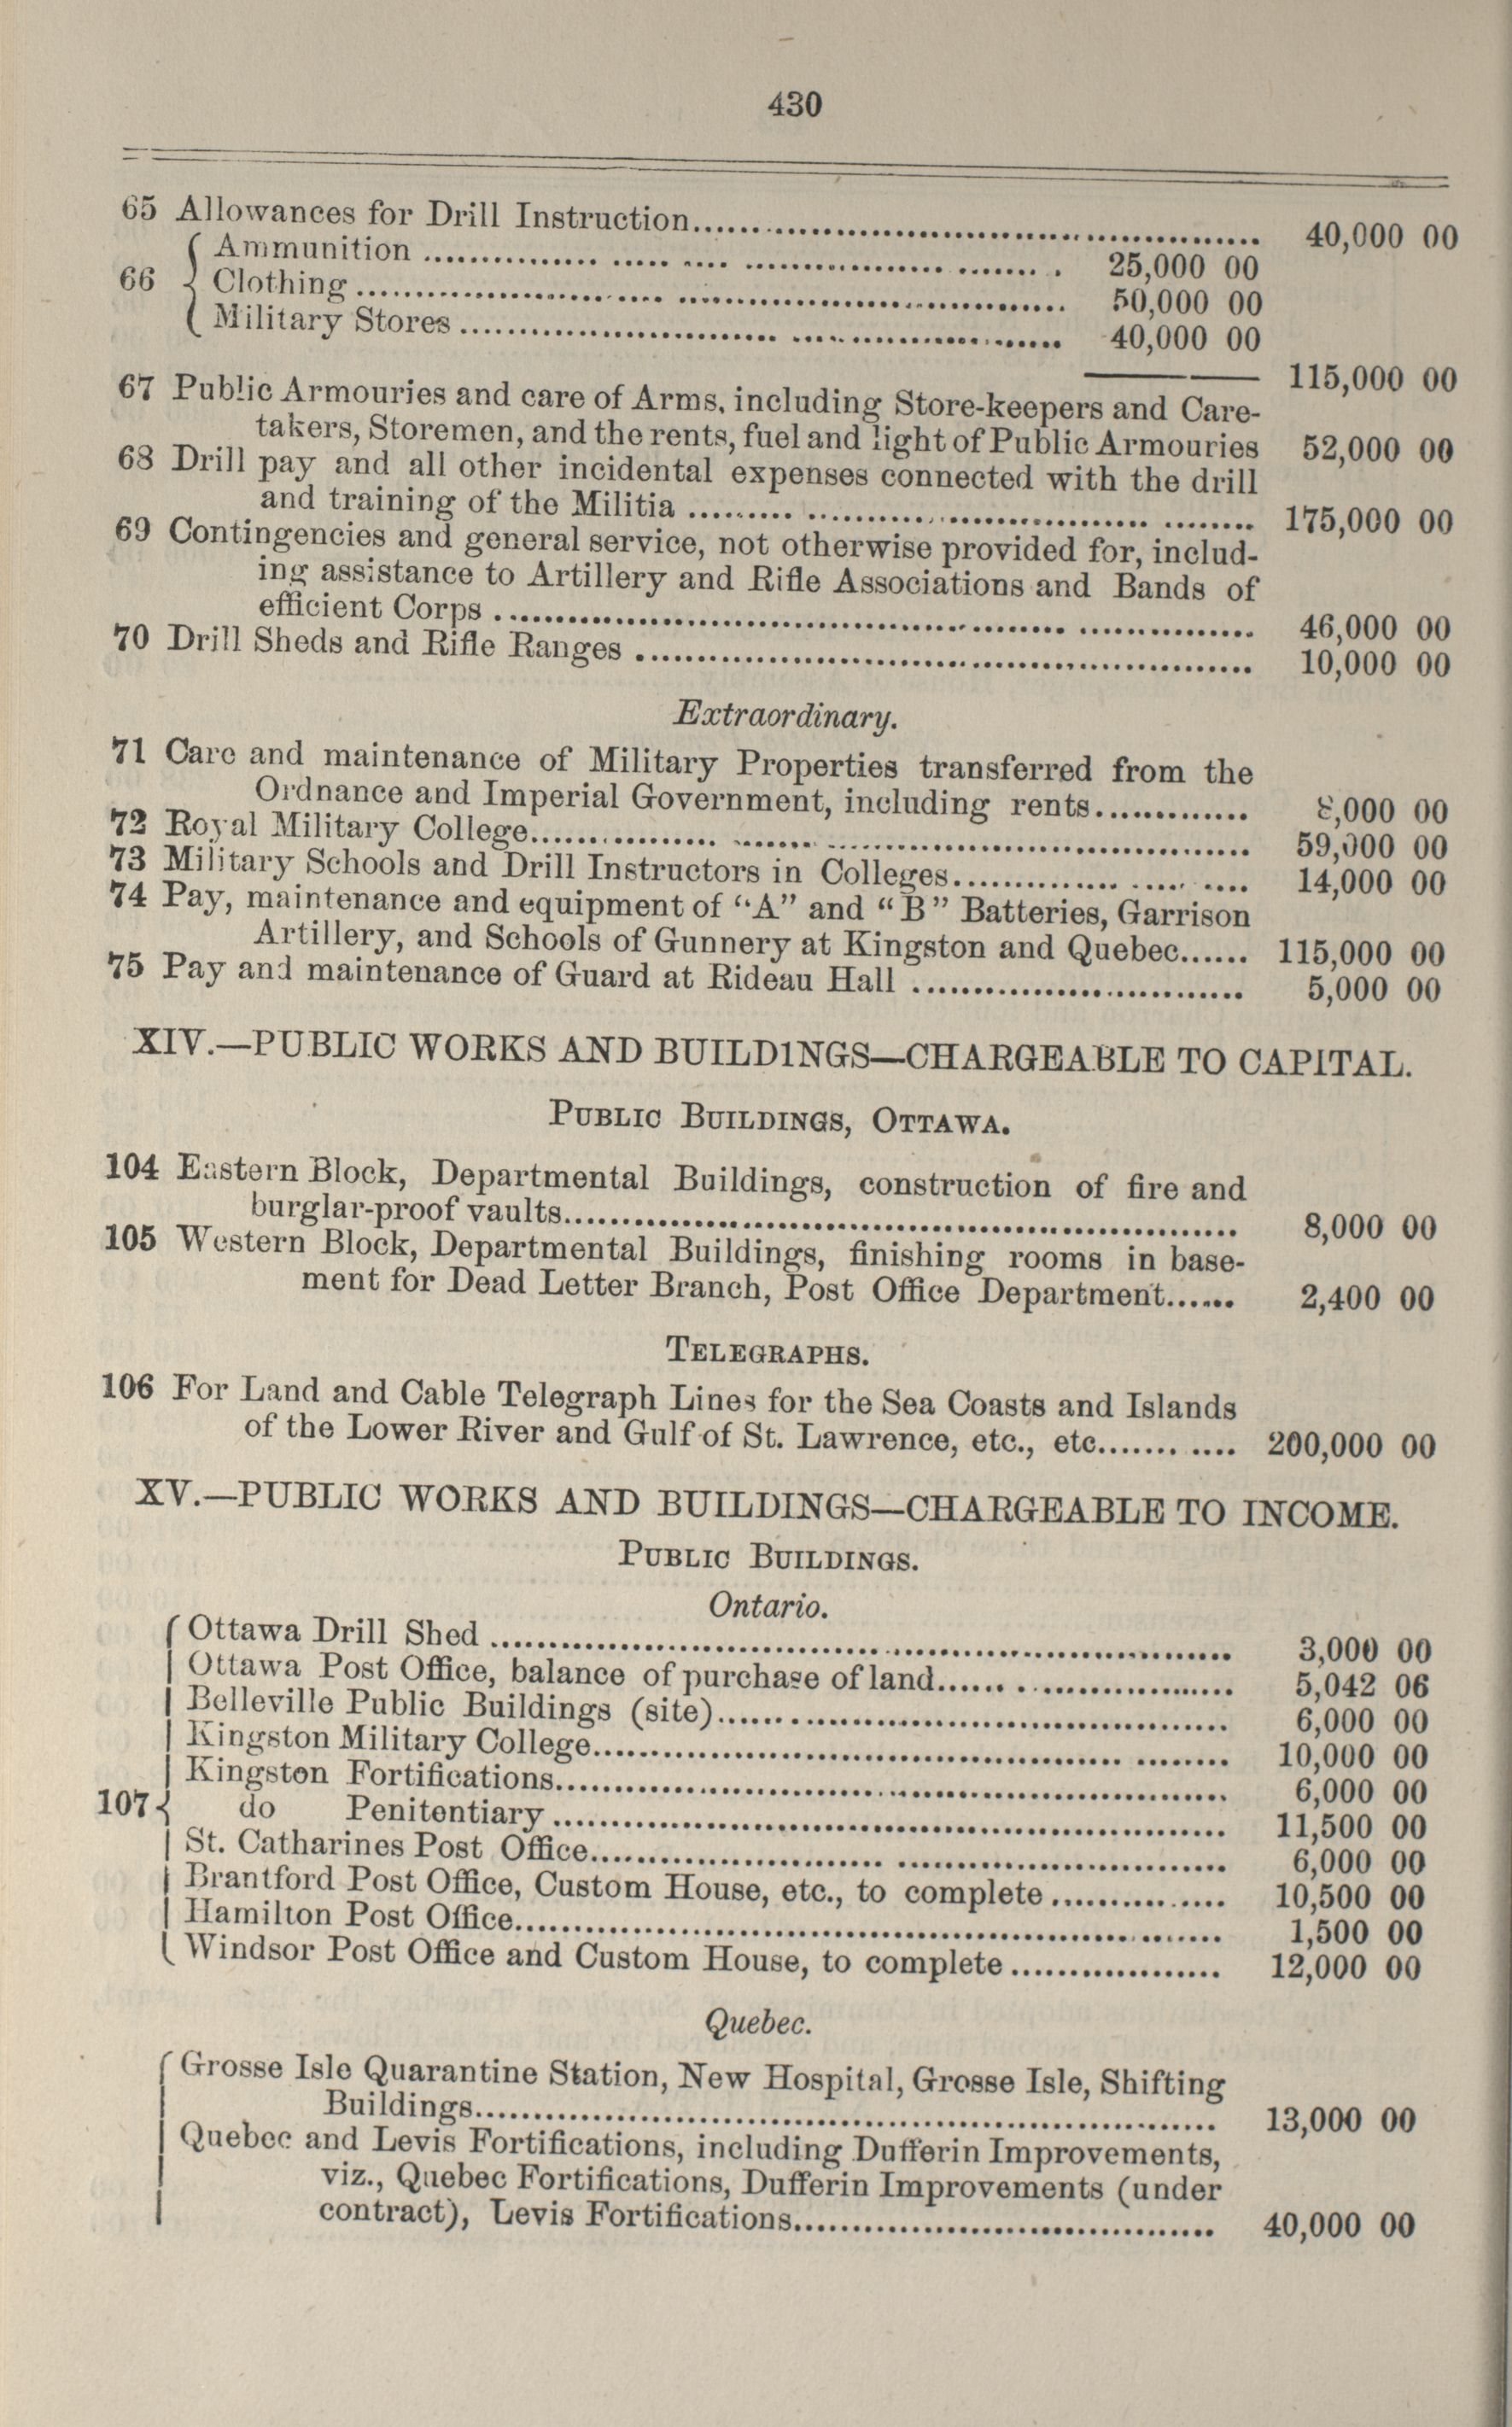 430
65 Allowances for Drill Instruction........ 40,000 00
Ammunition ........ 25,000 00
66 { Clothing ........ 50,000 00
Military Stores ........ 40,000 00
——— 115,000 00
67 Public Armouries and care of Arms, including Store-keepers and Care-
takers, Storemen, and the rents, fuel and light of Public Armouries 52,000 00
68 Drill pay and all other incidental expenses connected with the drill
and training of the Militia ........ 175,000 00
69 Contingencies and general service, not otherwise provided for, includ-
ing assistance to Artillery and Rifle Associations and Bands of
efficient Corps ........ 46,000 00
70 Drill Sheds and Rifle Ranges ........ 10,000 00
Extraordinary.
71 Care and maintenance of Military Properties transferred from the
Ordnance and Imperial Government, including rents........ 8,000 00
72 Royal Military College........ 59,000 00
73 Military Schools and Drill Instructors in Colleges........ 14,000 00
74 Pay, maintenance and equipment of "A" and "B" Batteries, Garrison
Artillery, and Schools of Gunnery at Kingston and Quebec...... 115,000 00
75 Pay and maintenance of Guard at Rideau Hall ........ 5,000 00
XIV.—PUBLIC WORKS AND BUILDINGS—CHARGEABLE TO CAPITAL.
PUBLIC BUILDINGS, OTTAWA.
104 Eastern Block, Departmental Buildings, construction of fire and
burglar-proof vaults........ 8,000 00
105 Western Block, Departmental Buildings, finishing rooms in base-
ment for Dead Letter Branch, Post Office Department...... 2,400 00
TELEGRAPHS.
106 For Land and Cable Telegraph Lines for the Sea Coasts and Islands
of the Lower River and Gulf of St. Lawrence, etc., etc........ 200,000 00
XV.—PUBLIC WORKS AND BUILDINGS—CHARGEABLE TO INCOME.
PUBLIC BUILDINGS.
Ontario.
Ottawa Drill Shed ........ 3,000 00
Ottawa Post Office, balance of purchase of land........ 5,042 06
Belleville Public Buildings (site)........ 6,000 00
Kingston Military College........ 10,000 00
Kingston Fortifications........ 6,000 00
107 { do Penitentiary ........ 11,500 00
St. Catharines Post Office........ 6,000 00
Brantford Post Office, Custom House, etc., to complete ........ 10,500 00
Hamilton Post Office........ 1,500 00
Windsor Post Office and Custom House, to complete ........ 12,000 00
Quebec.
Grosse Isle Quarantine Station, New Hospital, Grosse Isle, Shifting
Buildings........ 13,000 00
Quebec and Levis Fortifications, including Dufferin Improvements,
viz., Quebec Fortifications, Dufferin Improvements (under
contract), Levis Fortifications........ 40,000 00